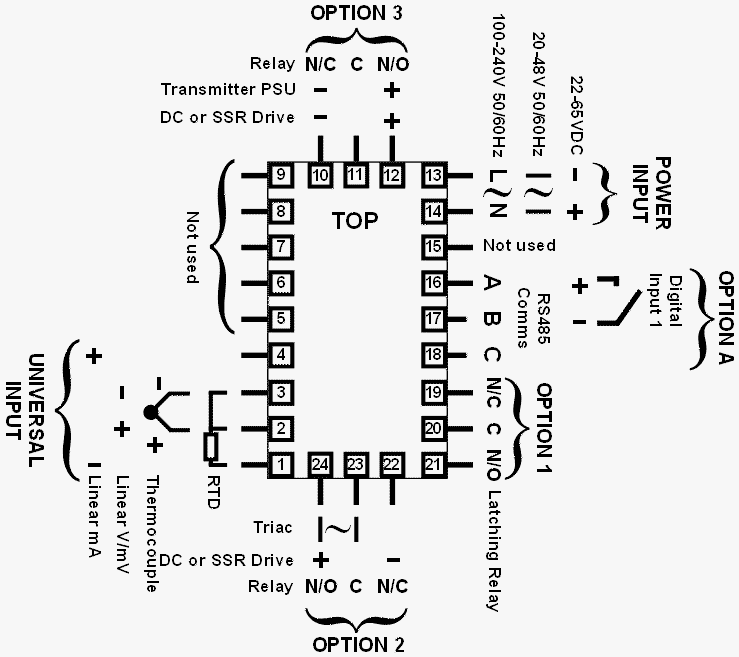 OPTION 3
Relay N/C C N/O
Transmitter PSU − +
DC or SSR Drive − +
100-240V 50/60Hz
20-48V 50/60Hz
22-65VDC
POWER
INPUT
L ~ N
~
− +
9
10
11
12
13
8
TOP
14
7
15
Not used
Not used
6
16
A
5
17
B
4
18
C
RS485
Comms
+ −
Digital
Input 1
OPTION A
3
19
N/C
2
20
C
1
24
23
22
21
N/O
OPTION 1
Latching Relay
UNIVERSAL
INPUT
+ − Linear mA
− + Linear V/mV
− + Thermocouple
RTD
Triac ~
DC or SSR Drive + −
Relay N/O C N/C
OPTION 2